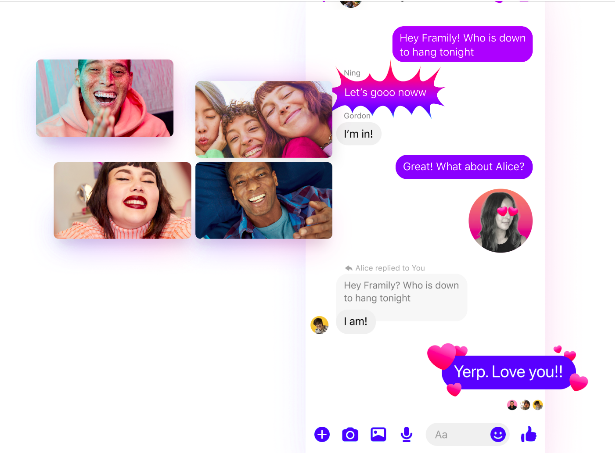 Hey Framily! Who is down
to hang tonight
Ning
Let's gooo noww
Gordon
I'm in!
Great! What about Alice?
Alice replied to You
Hey Framily? Who is down
to hang tonight
I am!
Yerp. Love you!!
Aa